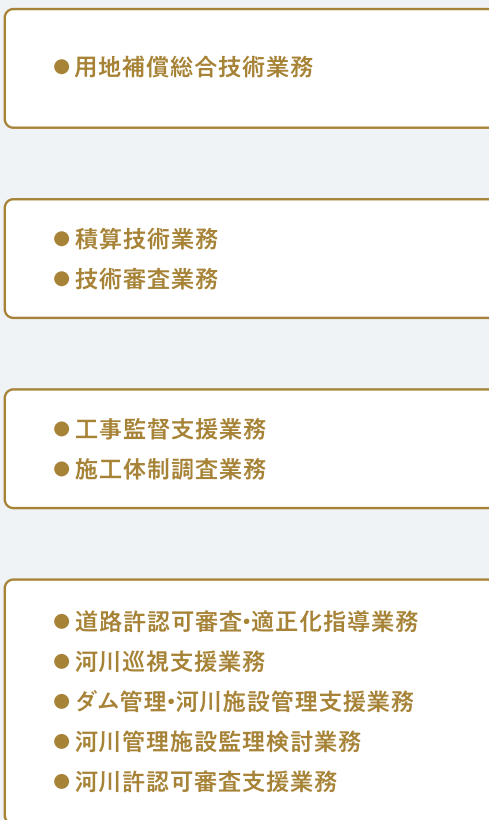 ●用地補償総合技術業務
●積算技術業務
●技術審査業務
●工事監督支援業務
●施工体制調査業務
●道路許認可審査・適正化指導業務
●河川巡視支援業務
●ダム管理・河川施設管理支援業務
●河川管理施設監理検討業務
●河川許認可審査支援業務